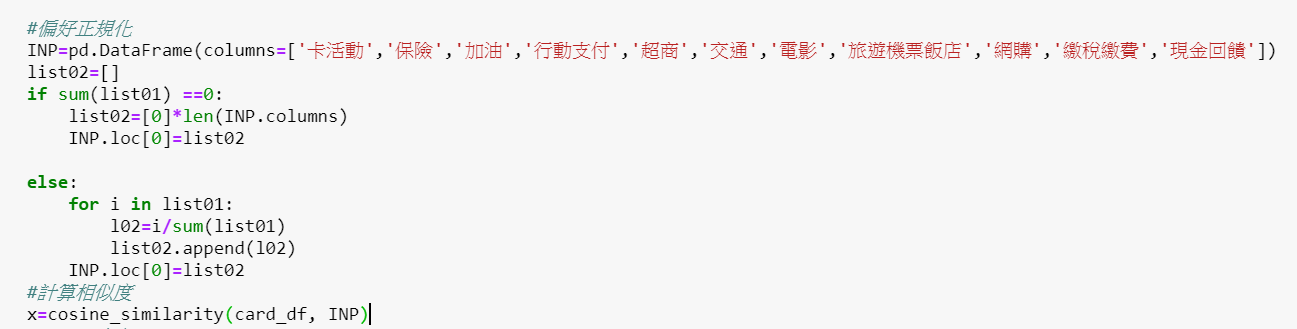 #偏好正規化
INP=pd.DataFrame(columns=['卡活動','保險','加油','行動支付','超商','交通','電影','旅遊機票飯店','網購','繳稅繳費','現金回饋'])
list02=[]
if sum(list01) ==0:
    list02=[0]*len(INP.columns)
    INP.loc[0]=list02
else:
    for i in list01:
        l02=i/sum(list01)
        list02.append(l02)
    INP.loc[0]=list02
#計算相似度
x=cosine_similarity(card_df, INP)